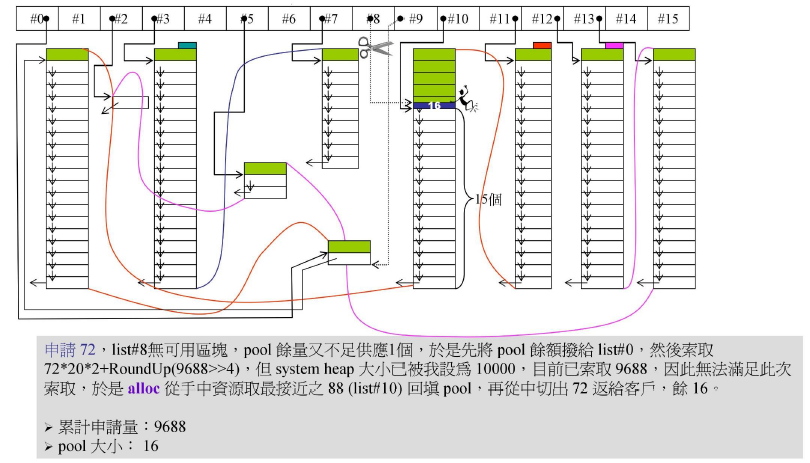 #0 #1 #2 #3 #4 #5 #6 #7 #8 #9 #10 #11 #12 #13 #14 #15
16
15個
申請 72，list#8無可用區塊，pool 餘量又不足供應1個，於是先將 pool 餘額撥給 list#0，然後索取
72*20*2+RoundUp(9688>>4)，但 system heap 大小已被我設爲 10000，目前已索取 9688，因此無法滿足此次
索取，於是 alloc 從手中資源取最接近之 88 (list#10) 回填 pool，再從中切出 72 返給客戶，餘 16。
➢ 累計申請量：9688
➢ pool 大小： 16